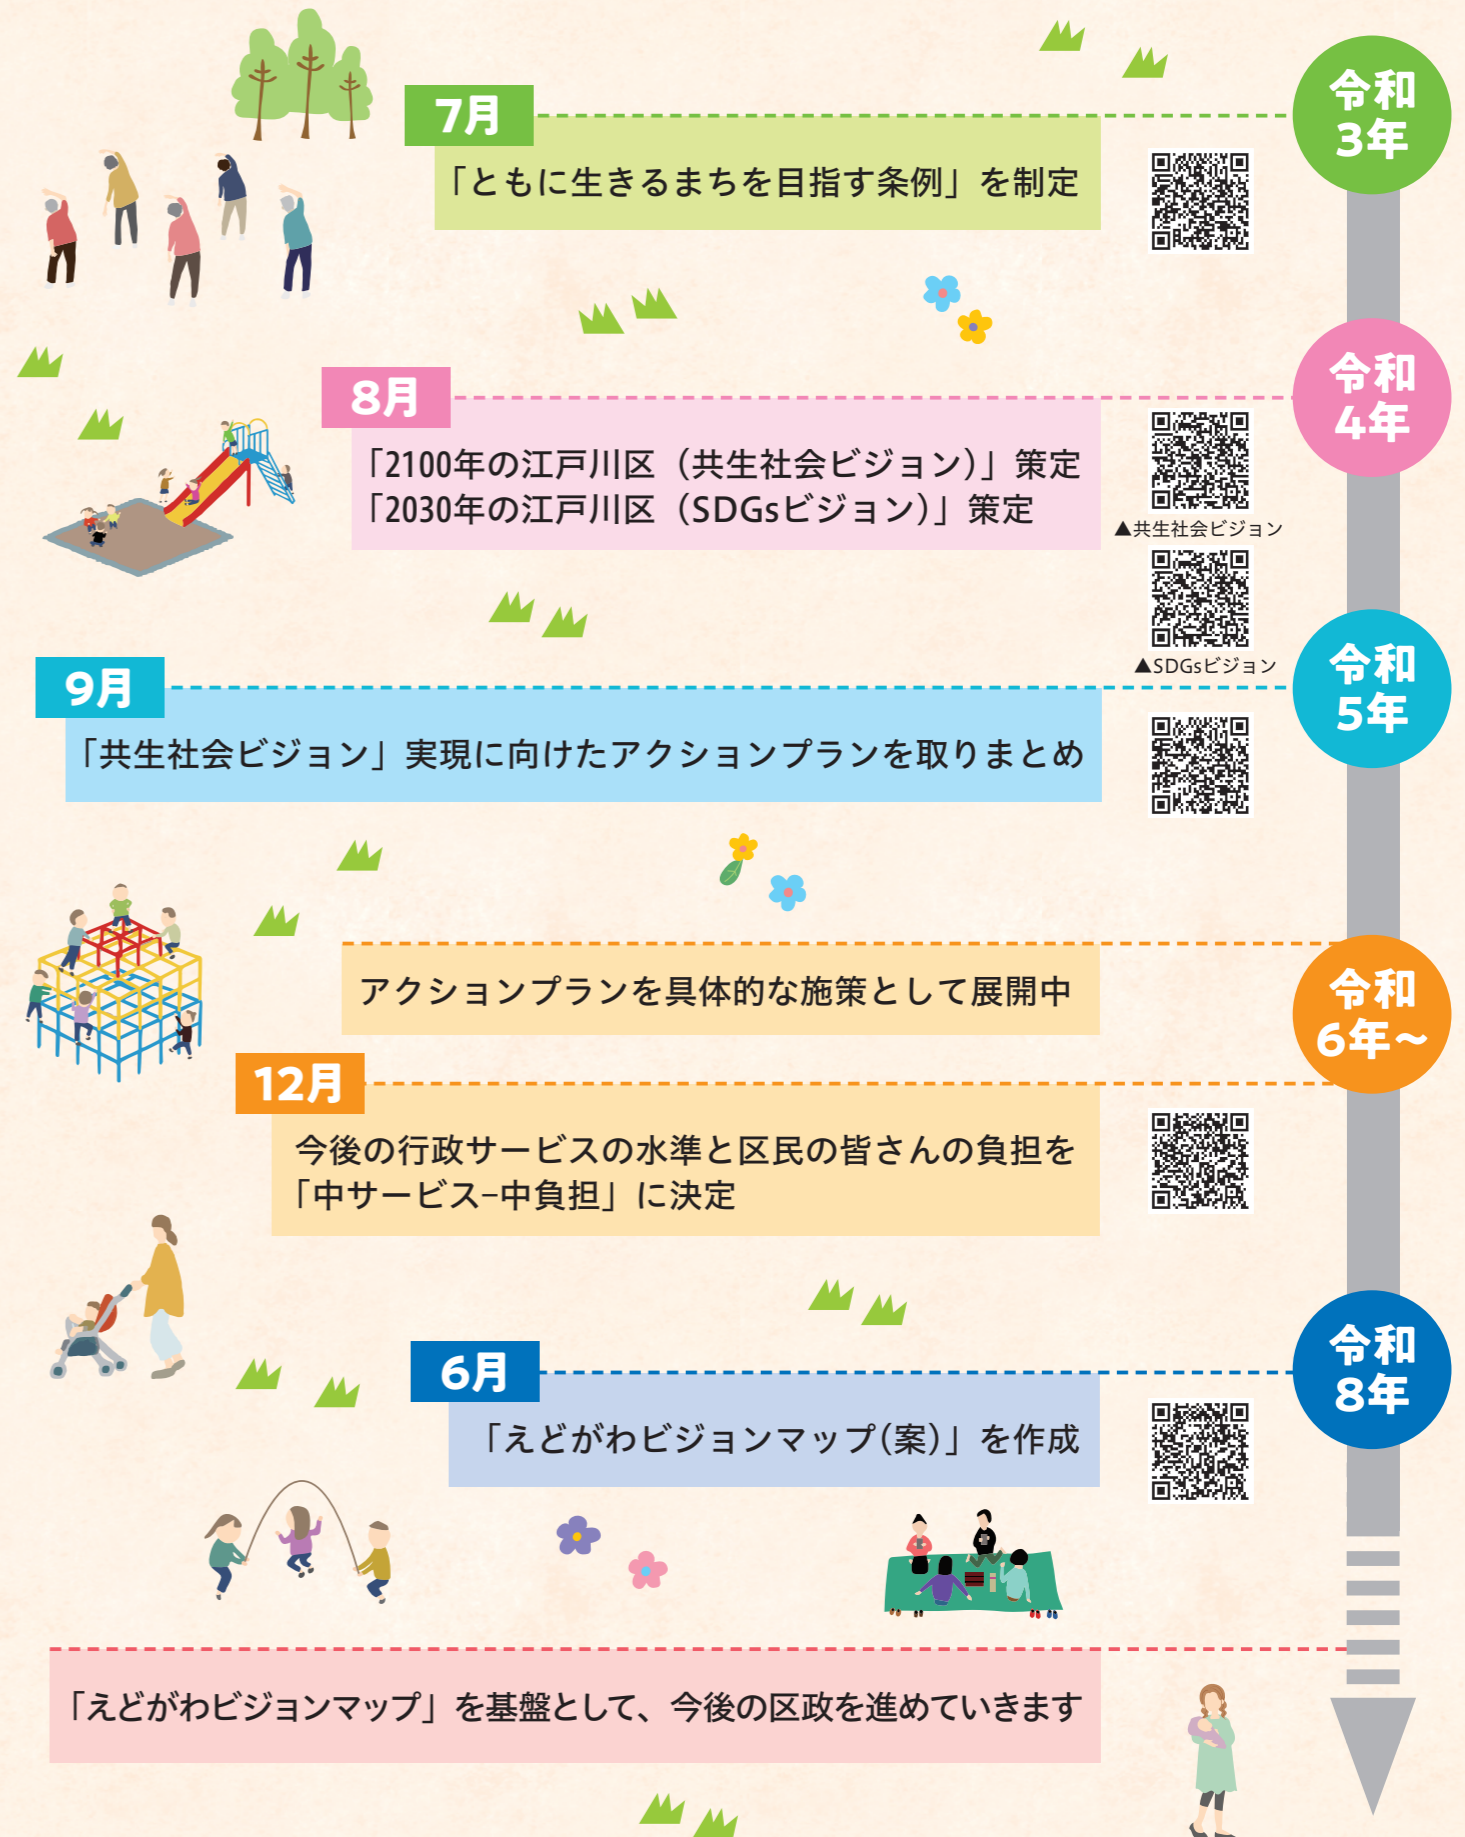 令和
3年
7月
「ともに生きるまちを目指す条例」を制定
令和
4年
8月
「2100年の江戸川区（共生社会ビジョン）」策定
「2030年の江戸川区（SDGsビジョン）」策定
▲共生社会ビジョン
▲SDGsビジョン
令和
5年
9月
「共生社会ビジョン」実現に向けたアクションプランを取りまとめ
令和
6年～
アクションプランを具体的な施策として展開中
12月
今後の行政サービスの水準と区民の皆さんの負担を
「中サービス−中負担」に決定
令和
8年
6月
「えどがわビジョンマップ（案）」を作成
「えどがわビジョンマップ」を基盤として、今後の区政を進めていきます